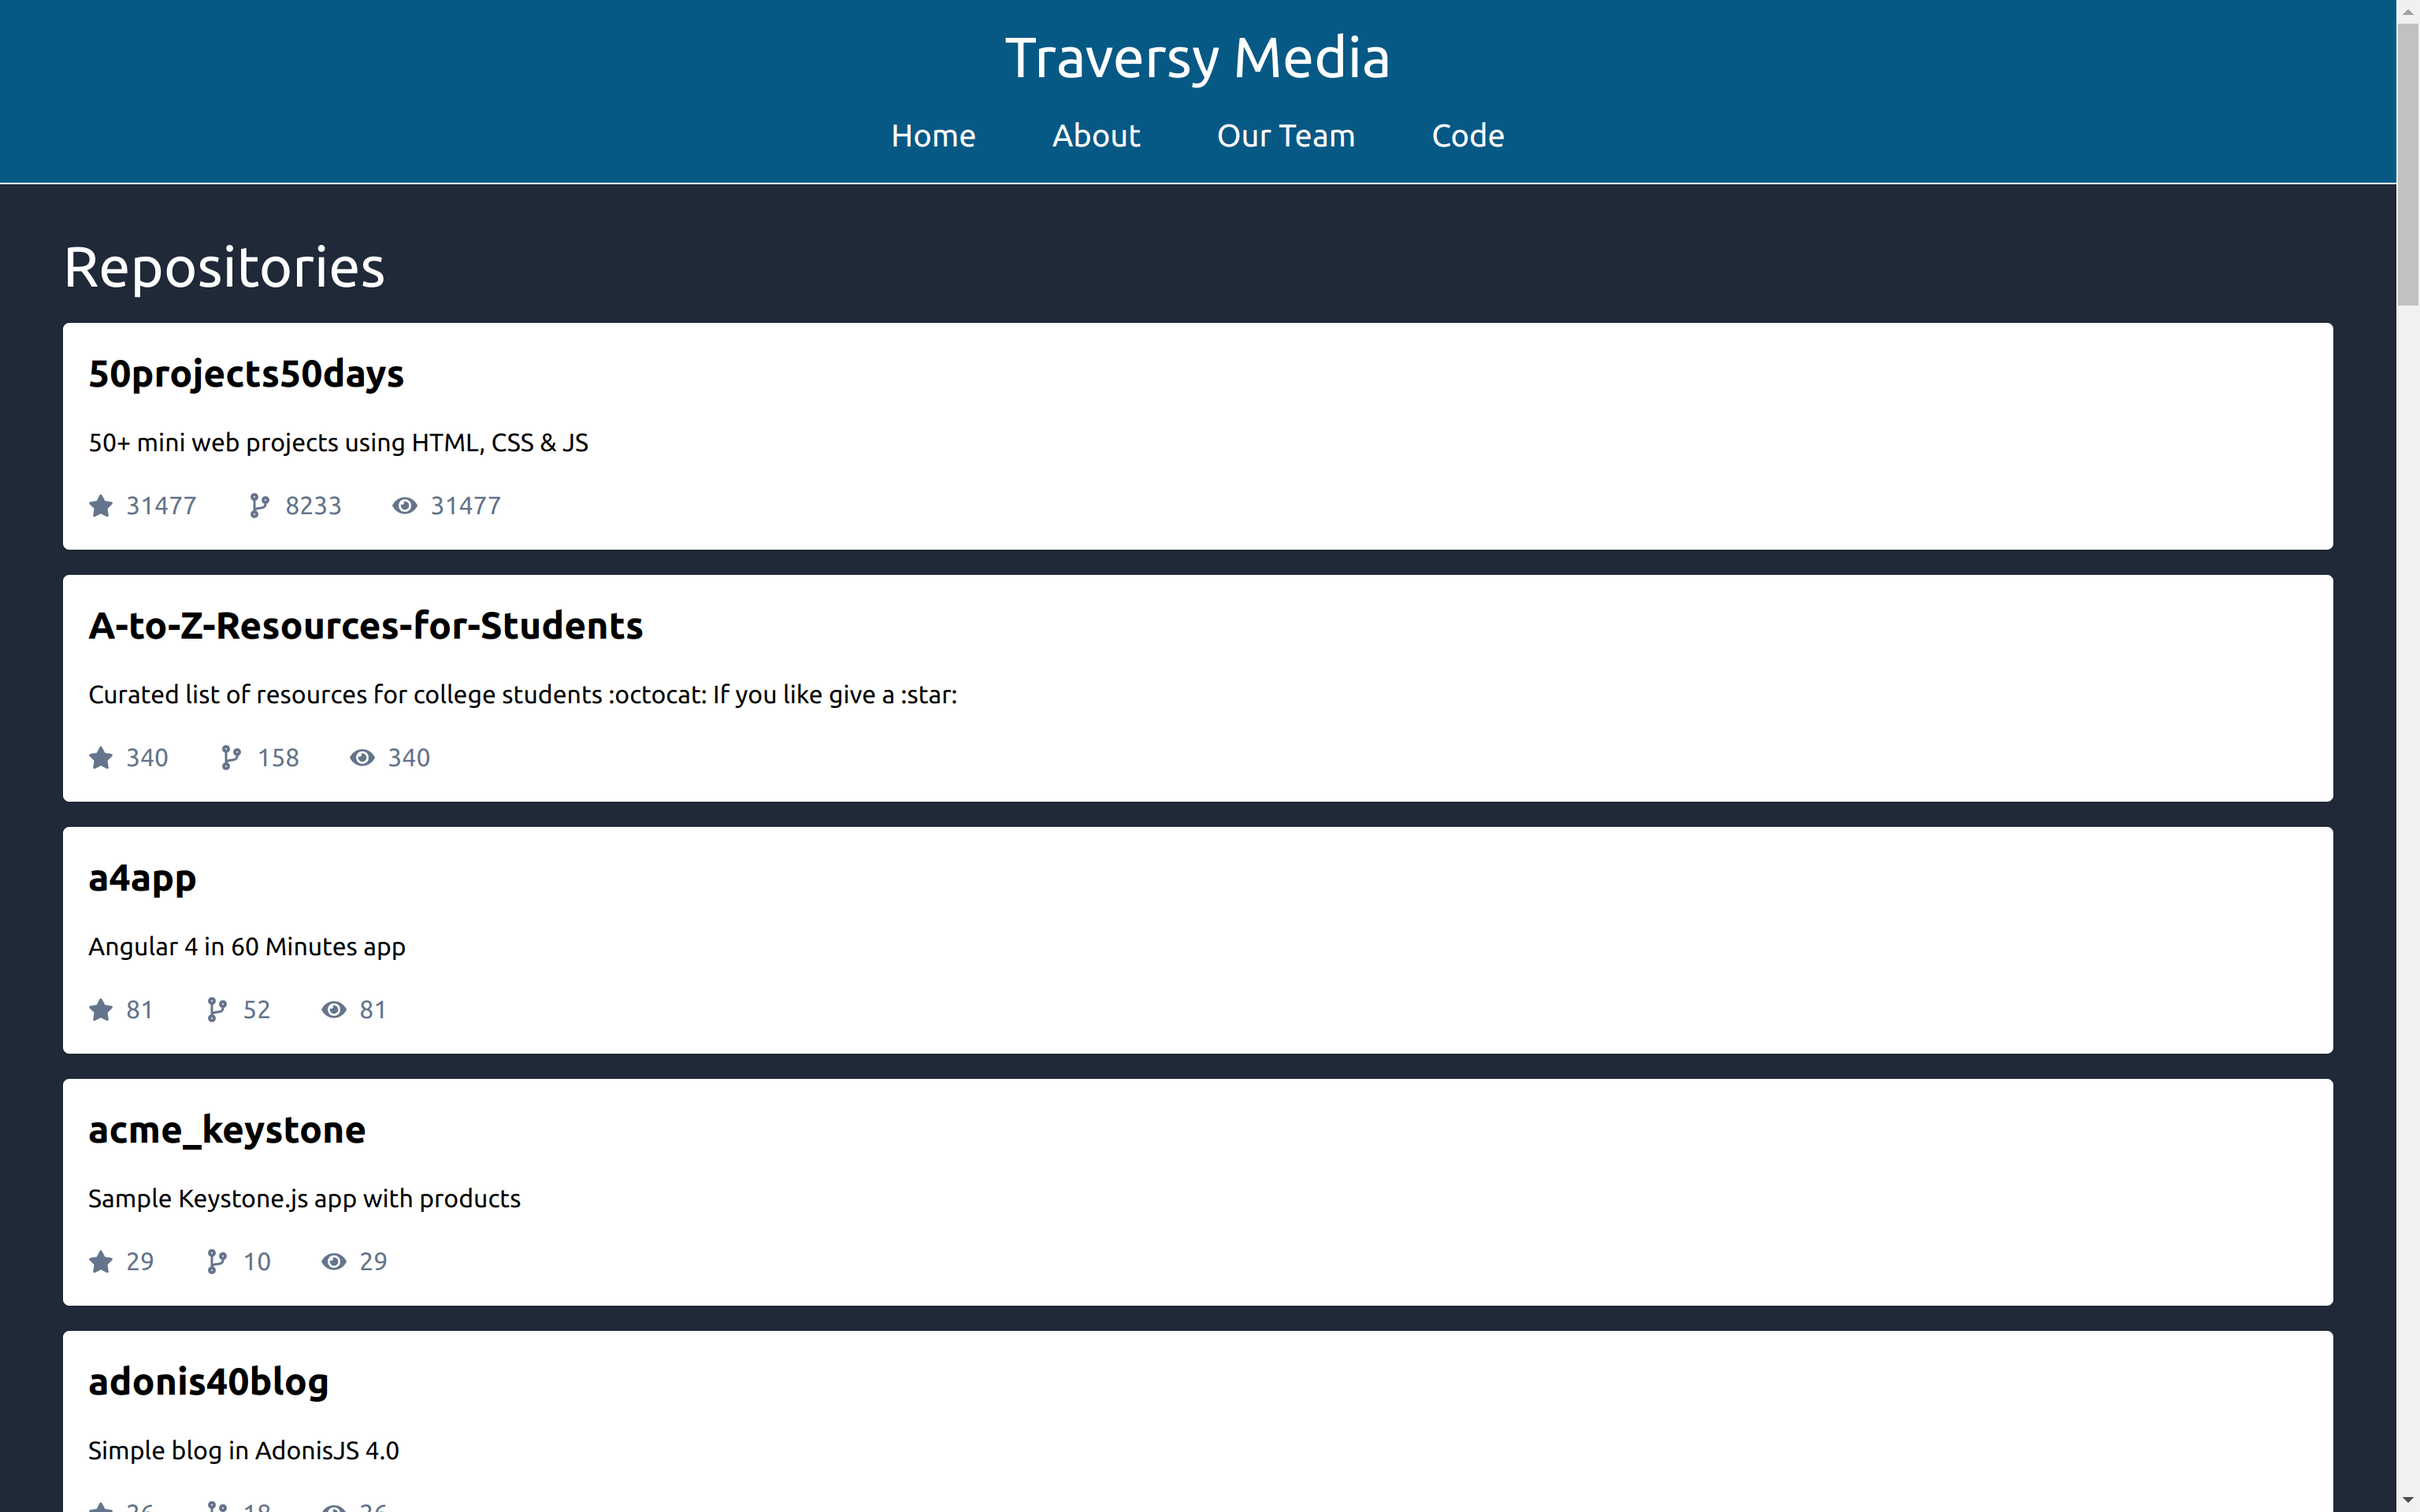 Traversy Media
Home About Our Team Code
Repositories
50projects50days
50+ mini web projects using HTML, CSS & JS
31477 8233 31477
A-to-Z-Resources-for-Students
Curated list of resources for college students :octocat: If you like give a :star:
340 158 340
a4app
Angular 4 in 60 Minutes app
81 52 81
acme_keystone
Sample Keystone.js app with products
29 10 29
adonis40blog
Simple blog in AdonisJS 4.0